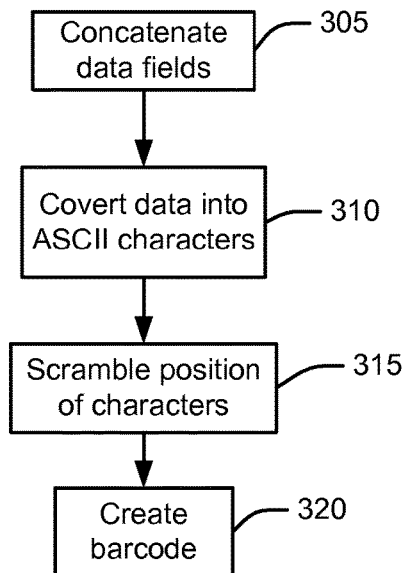 Concatenate
data fields
305
Covert data into
ASCII characters
310
Scramble position
of characters
315
Create
barcode
320